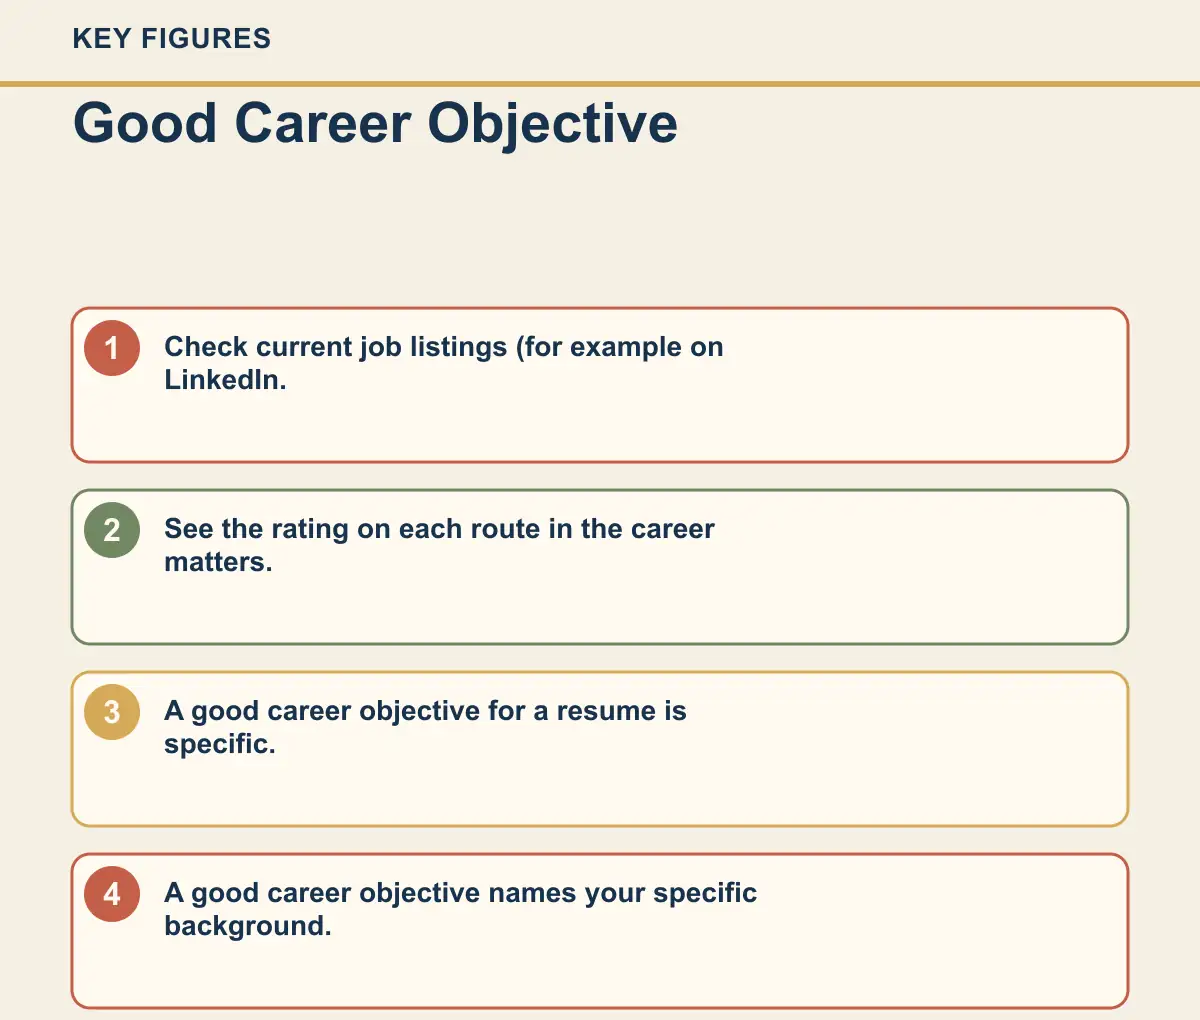 KEY FIGURES
Good Career Objective
1
Check current job listings (for example on
LinkedIn.
2
See the rating on each route in the career
matters.
3
A good career objective for a resume is
specific.
4
A good career objective names your specific
background.